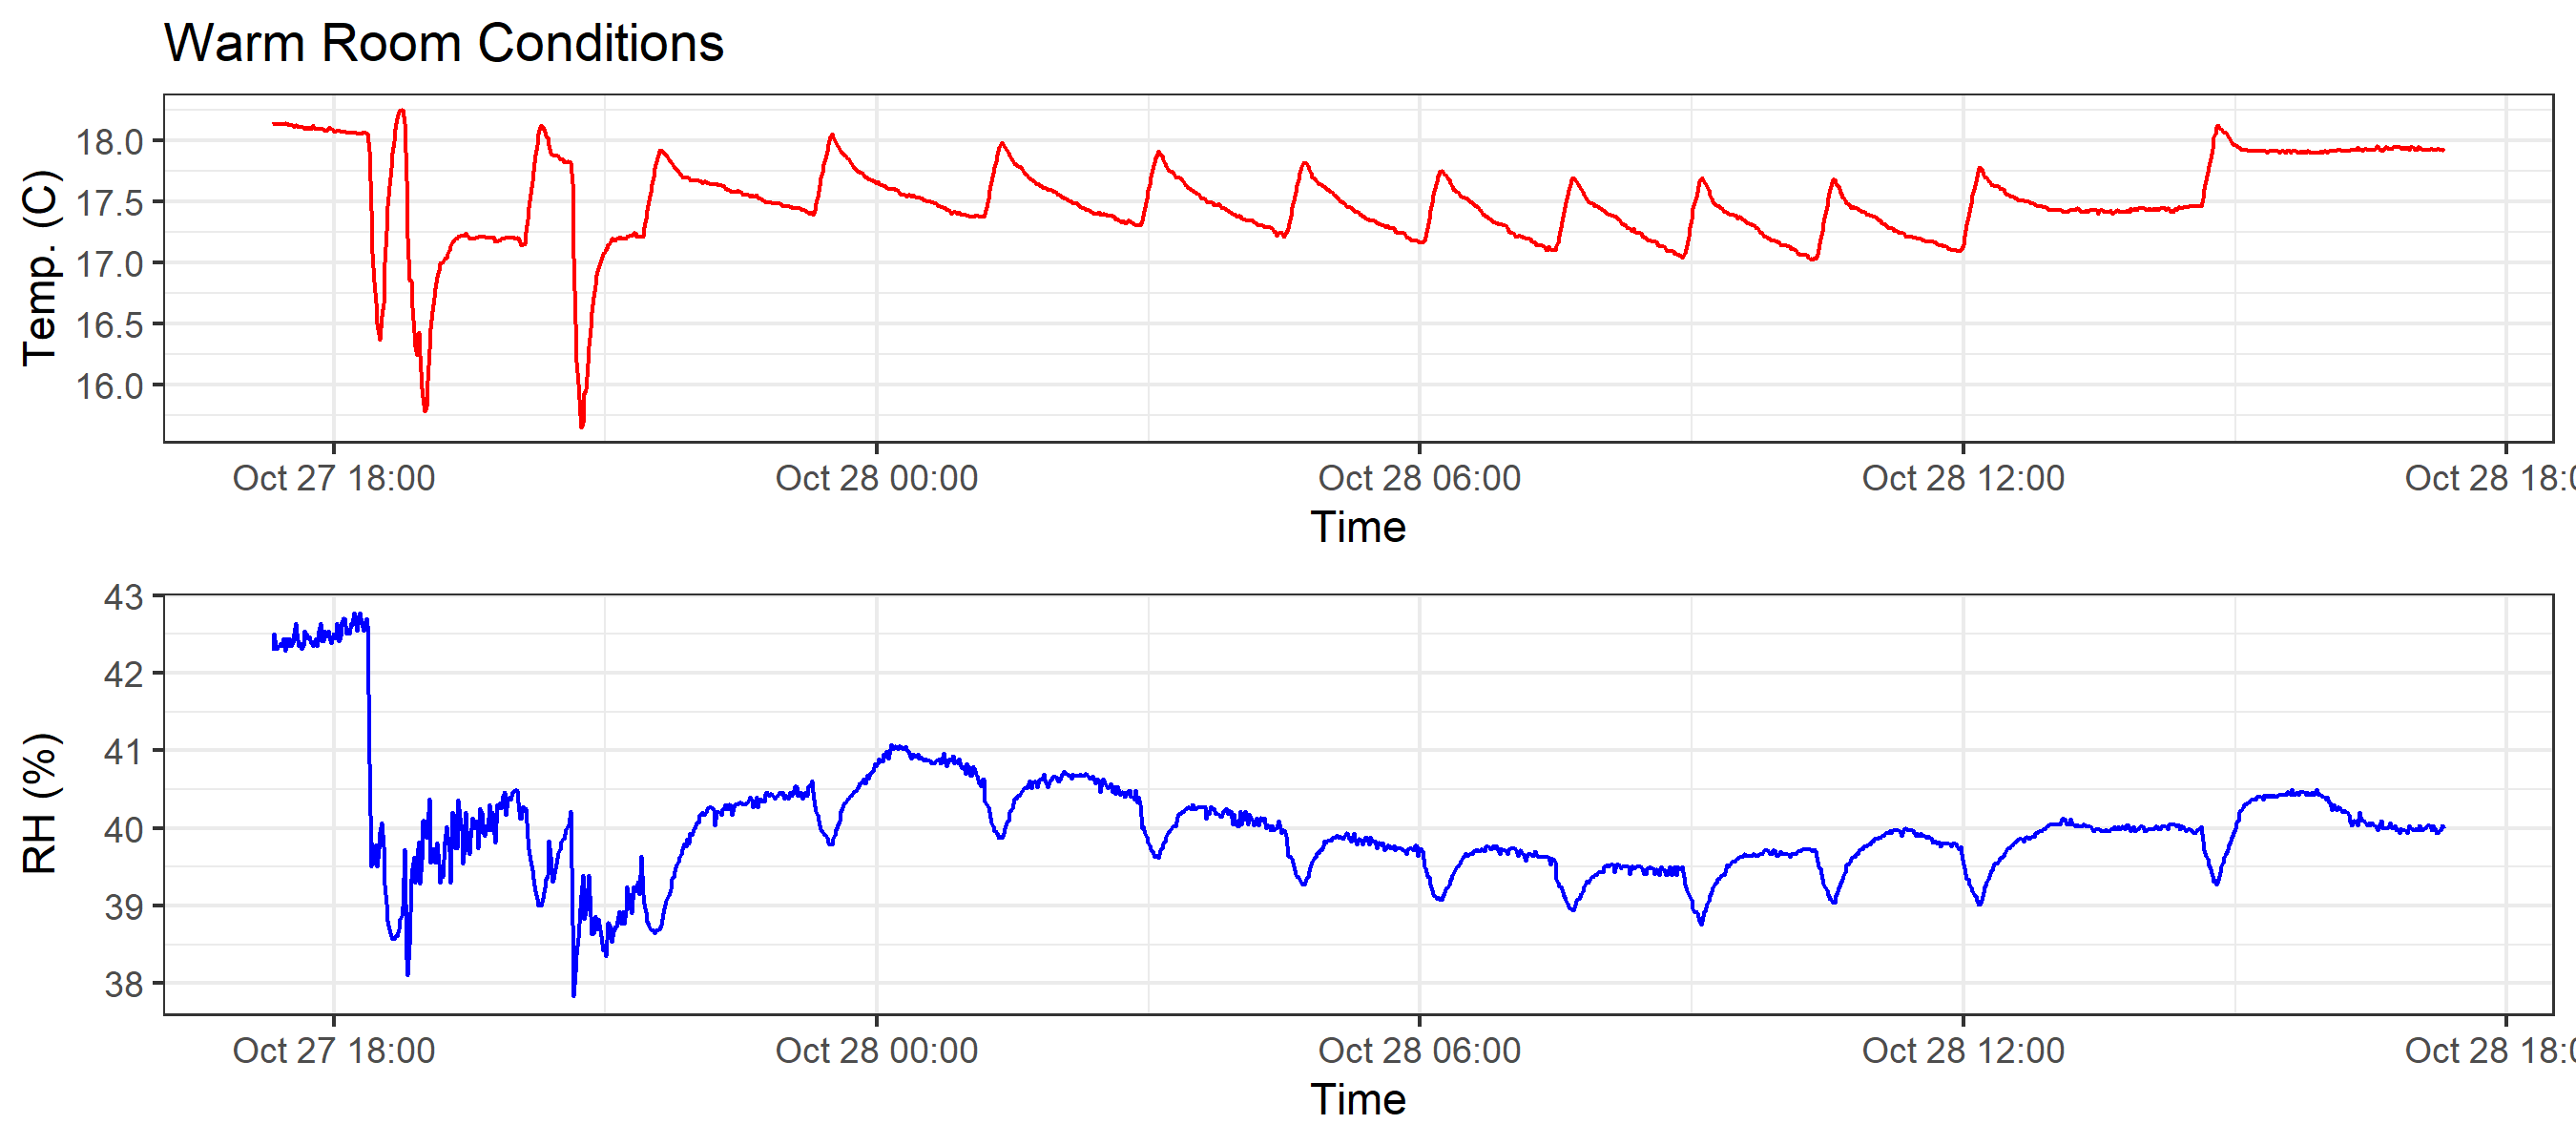 Warm Room Conditions
Temp. (C)
18.0
17.5
17.0
16.5
16.0
Oct 27 18:00 Oct 28 00:00 Oct 28 06:00 Oct 28 12:00 Oct 28 18:0
Time
RH (%)
43
42
41
40
39
38
Oct 27 18:00 Oct 28 00:00 Oct 28 06:00 Oct 28 12:00 Oct 28 18:0
Time